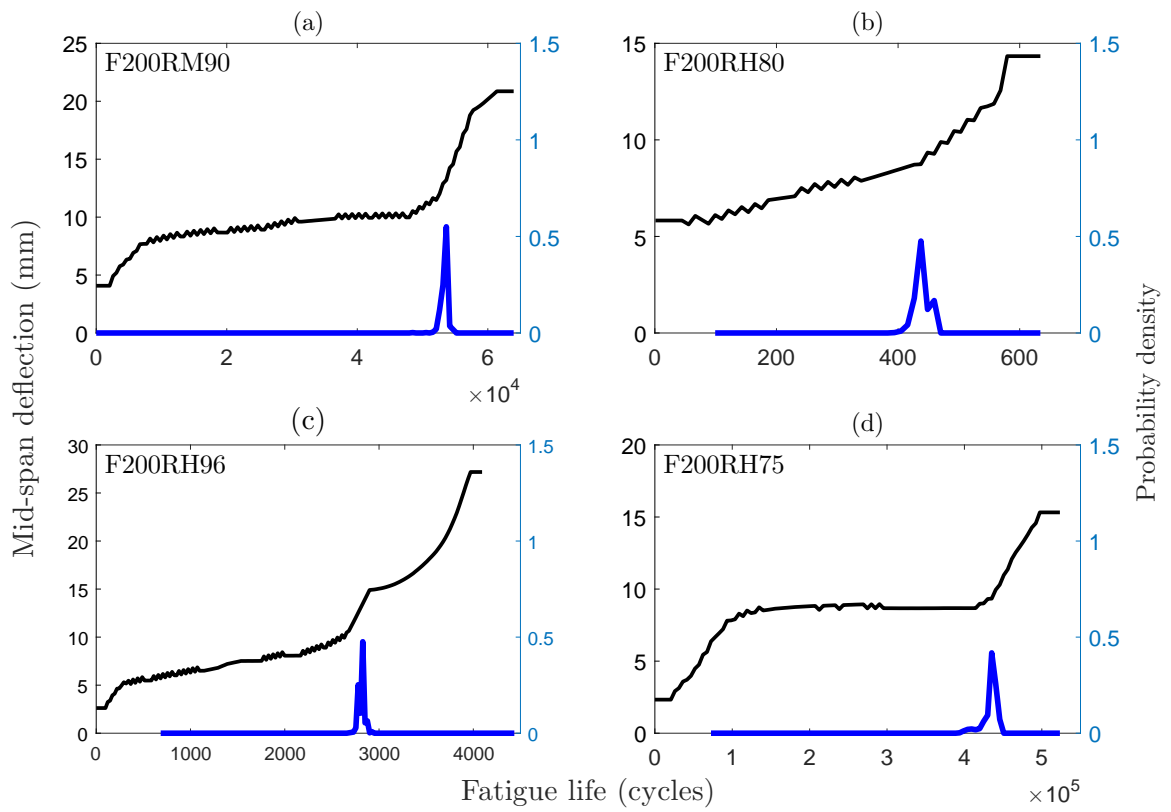 (a)
F200RM90
25
20
15
10
5
0
1.5
1
0.5
0
0 2 4 6
×10^4
(b)
F200RH80
15
10
5
0
1.5
1
0.5
0
0 200 400 600
Mid-span deflection (mm)
Probability density
(c)
F200RH96
30
25
20
15
10
5
0
1.5
1
0.5
0
0 1000 2000 3000 4000
(d)
F200RH75
20
15
10
5
0
1.5
1
0.5
0
0 1 2 3 4 5
×10^5
Fatigue life (cycles)